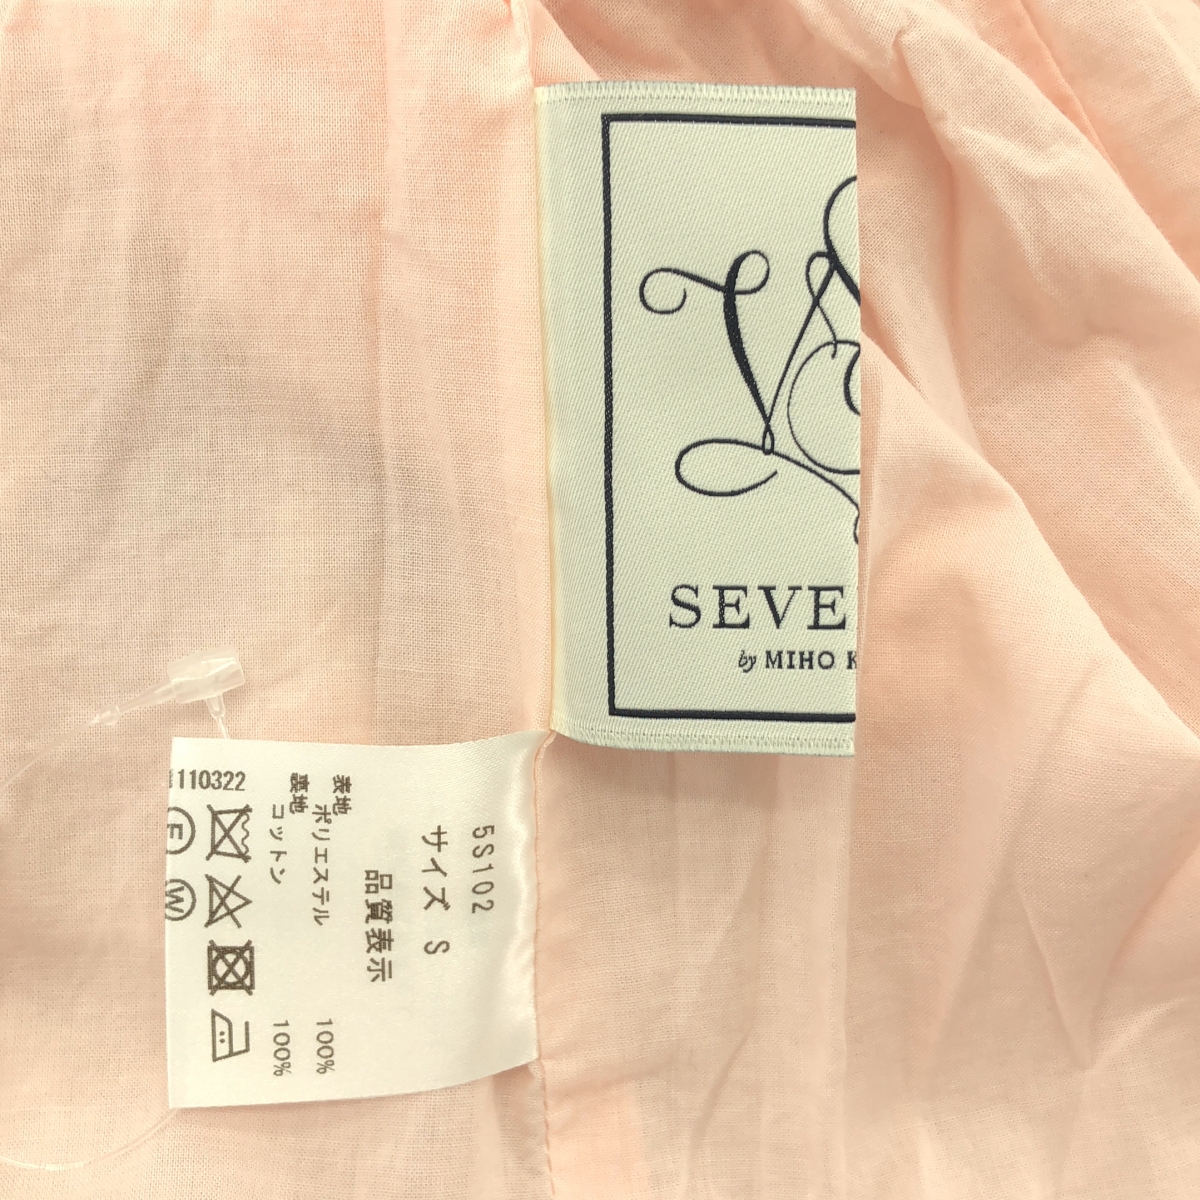 SEVE
by MIHO K
5S102
サイズ S
品質表示
表地
ポリエステル 100%
裏地
コットン 100%
110322
F
W